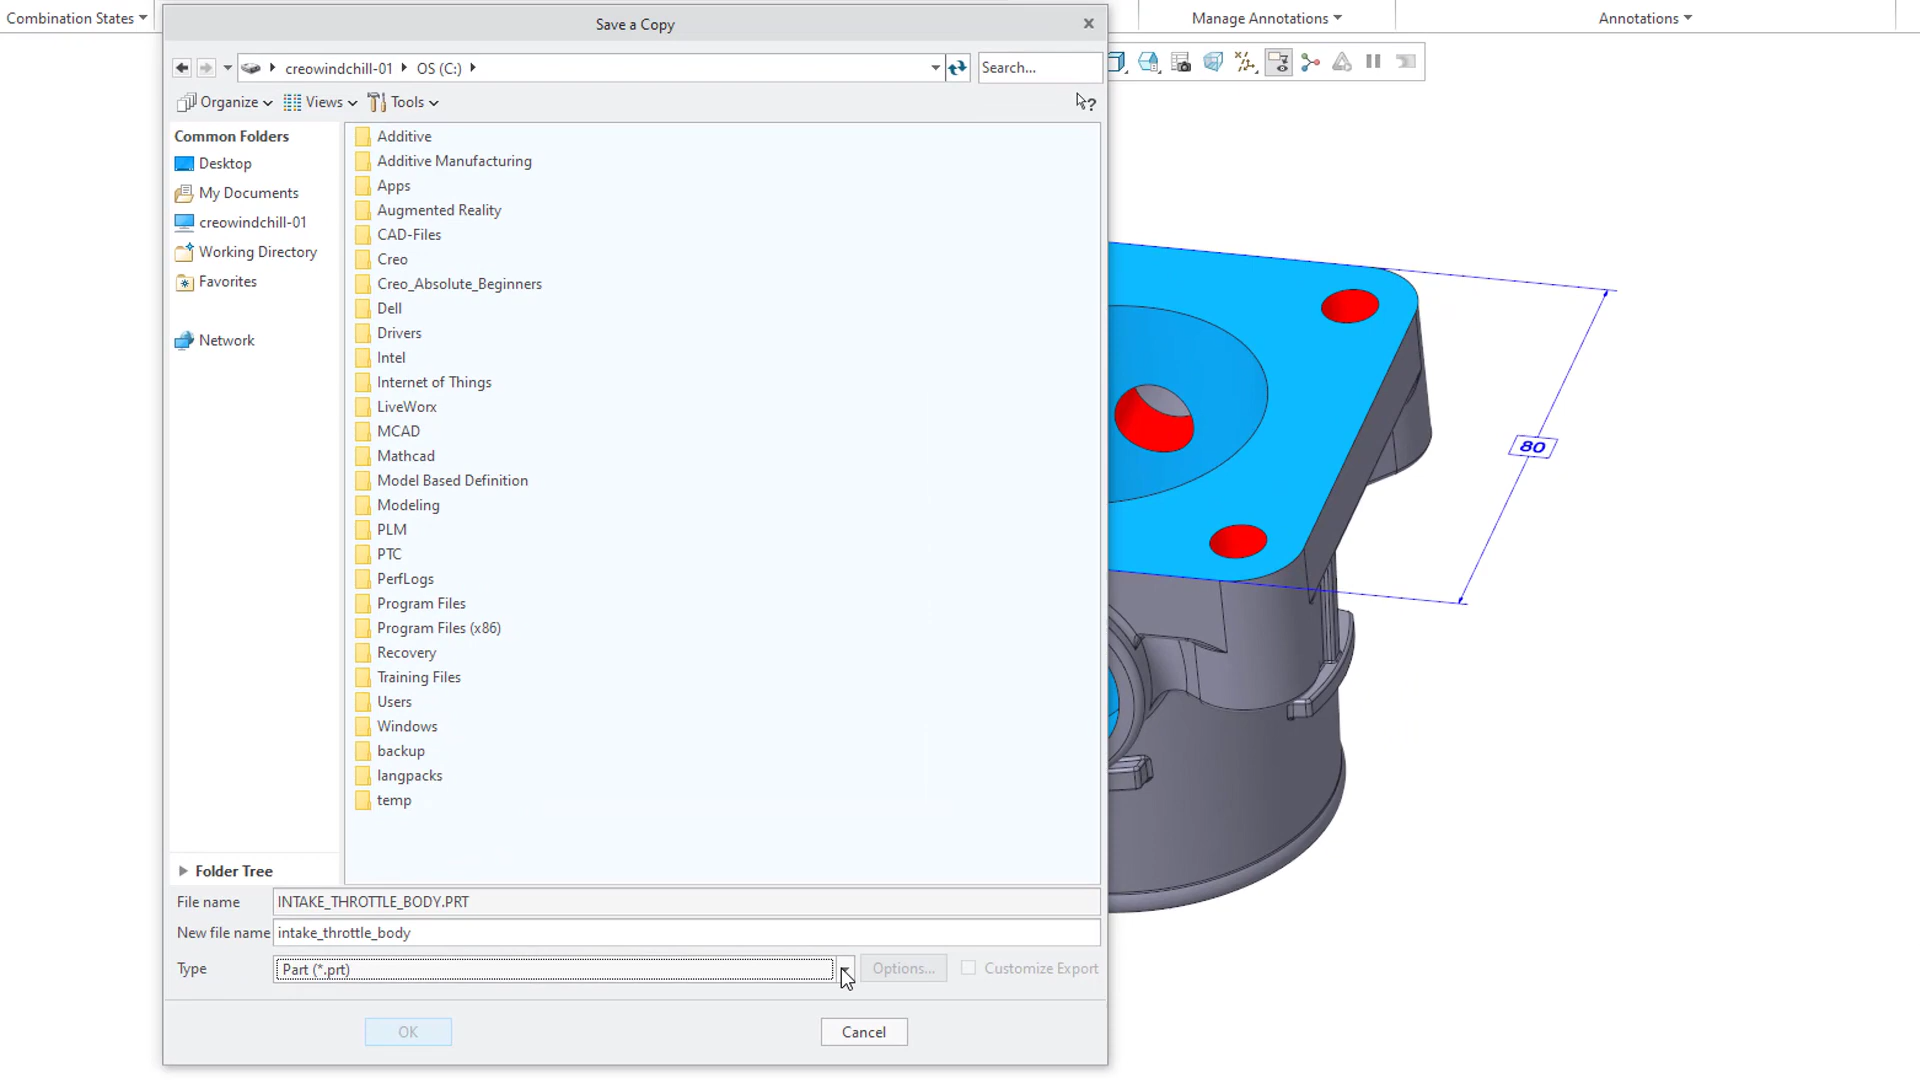 Combination States
Save a Copy
Manage Annotations
Annotations
creowindchill-01
OS (C:)
Search...
Organize
Views
Tools
Common Folders
Desktop
My Documents
creowindchill-01
Working Directory
Favorites
Network
Additive
Additive Manufacturing
Apps
Augmented Reality
CAD-Files
Creo
Creo_Absolute_Beginners
Dell
Drivers
Intel
Internet of Things
LiveWorx
MCAD
Mathcad
Model Based Definition
Modeling
PLM
PTC
PerfLogs
Program Files
Program Files (x86)
Recovery
Training Files
Users
Windows
backup
langpacks
temp
80
Folder Tree
File name INTAKE_THROTTLE_BODY.PRT
New file name intake_throttle_body
Type Part (*.prt) Options... Customize Export
OK Cancel